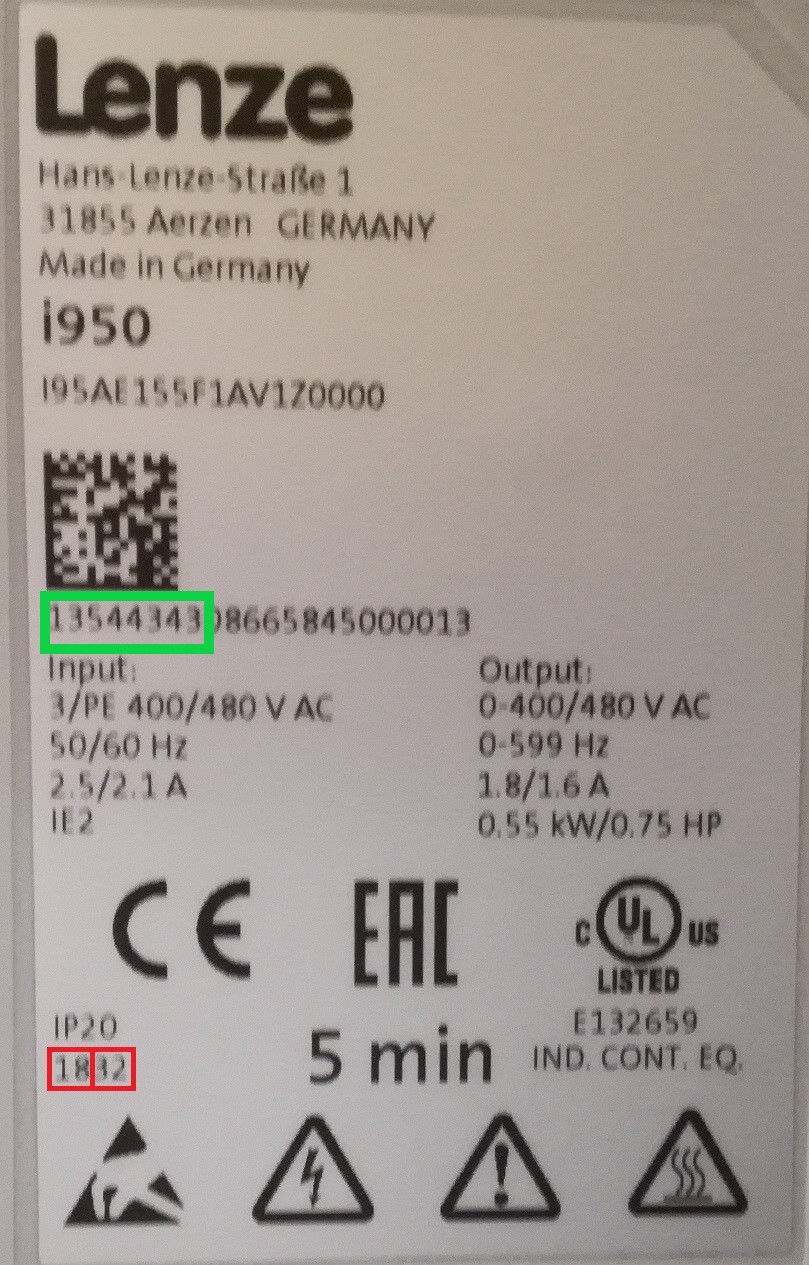 Lenze
Hans-Lenze-Straße 1
31855 Aerzen GERMANY
Made in Germany
i950
I95AE155F1AV1Z0000
13544343 08665845000013
Input:
3/PE 400/480 V AC
50/60 Hz
2.5/2.1 A
IE2
Output:
0-400/480 V AC
0-599 Hz
1.8/1.6 A
0.55 kW/0.75 HP
CE
EAC
C UL US
LISTED
IP20
1832
5 min
E132659
IND. CONT. EQ.